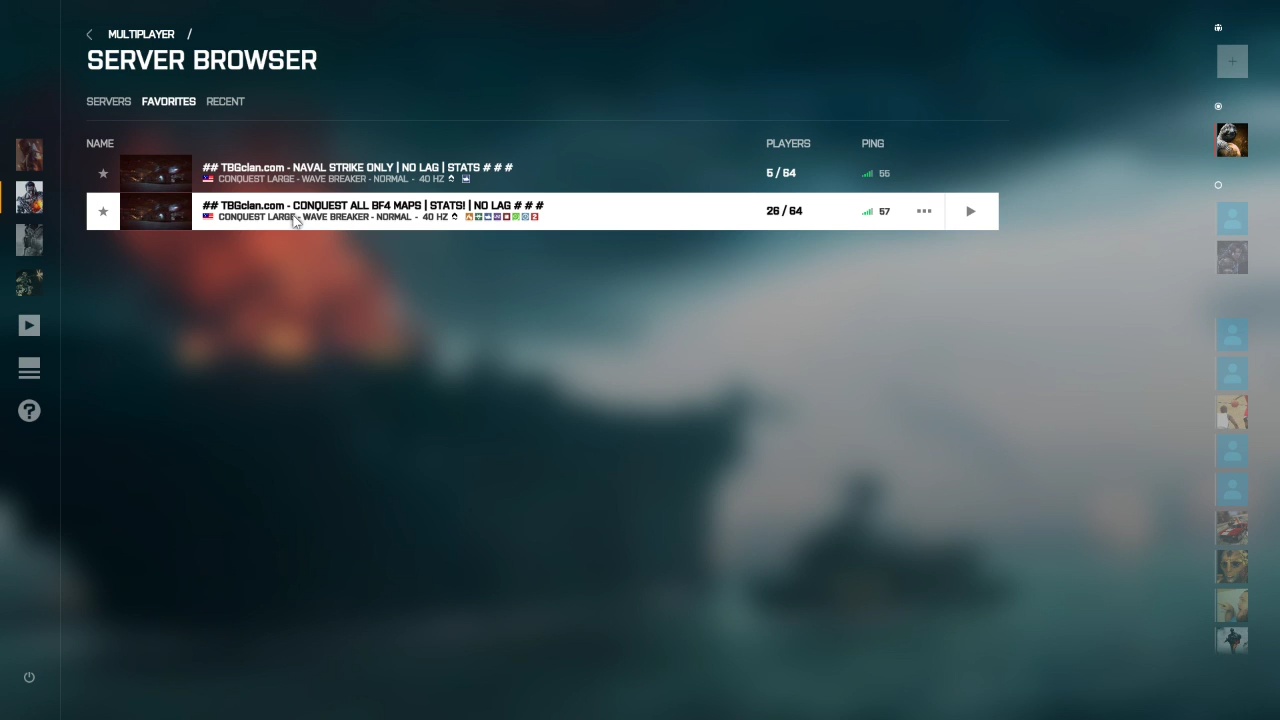 MULTIPLAYER /
SERVER BROWSER
SERVERS FAVORITES RECENT
NAME PLAYERS PING
## TBGclan.com - NAVAL STRIKE ONLY | NO LAG | STATS # # #
CONQUEST LARGE - WAVE BREAKER - NORMAL - 40 HZ
5 / 64 55
## TBGclan.com - CONQUEST ALL BF4 MAPS | STATS! | NO LAG # # #
CONQUEST LARGE - WAVE BREAKER - NORMAL - 40 HZ
26 / 64 57